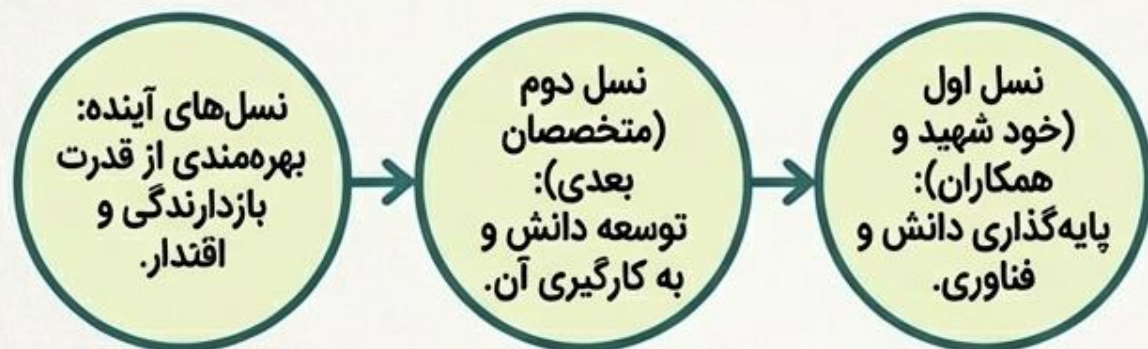 نسل اول
(خود شهید و
همکاران):
پایه‌گذاری دانش و
فناوری.
نسل دوم
(متخصصان
بعدی):
توسعه دانش و
به کارگیری آن.
نسل‌های آینده:
بهره‌مندی از قدرت
بازدارندگی و
اقتدار.